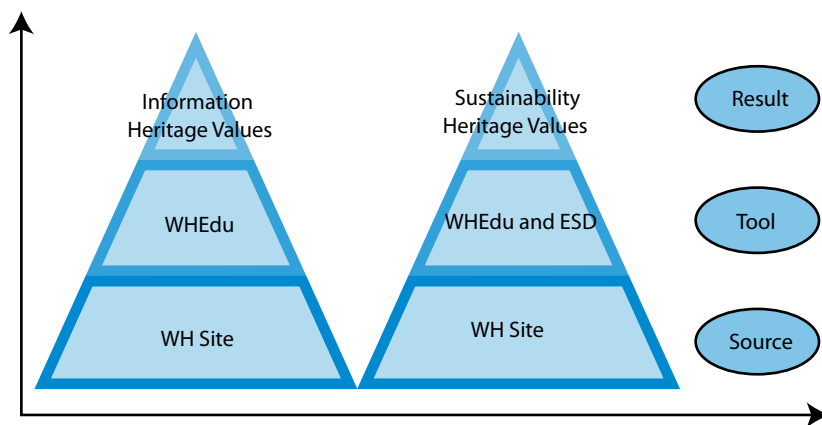 Information
Heritage Values
Sustainability
Heritage Values
Result
WHEdu
WHEdu and ESD
Tool
WH Site
WH Site
Source